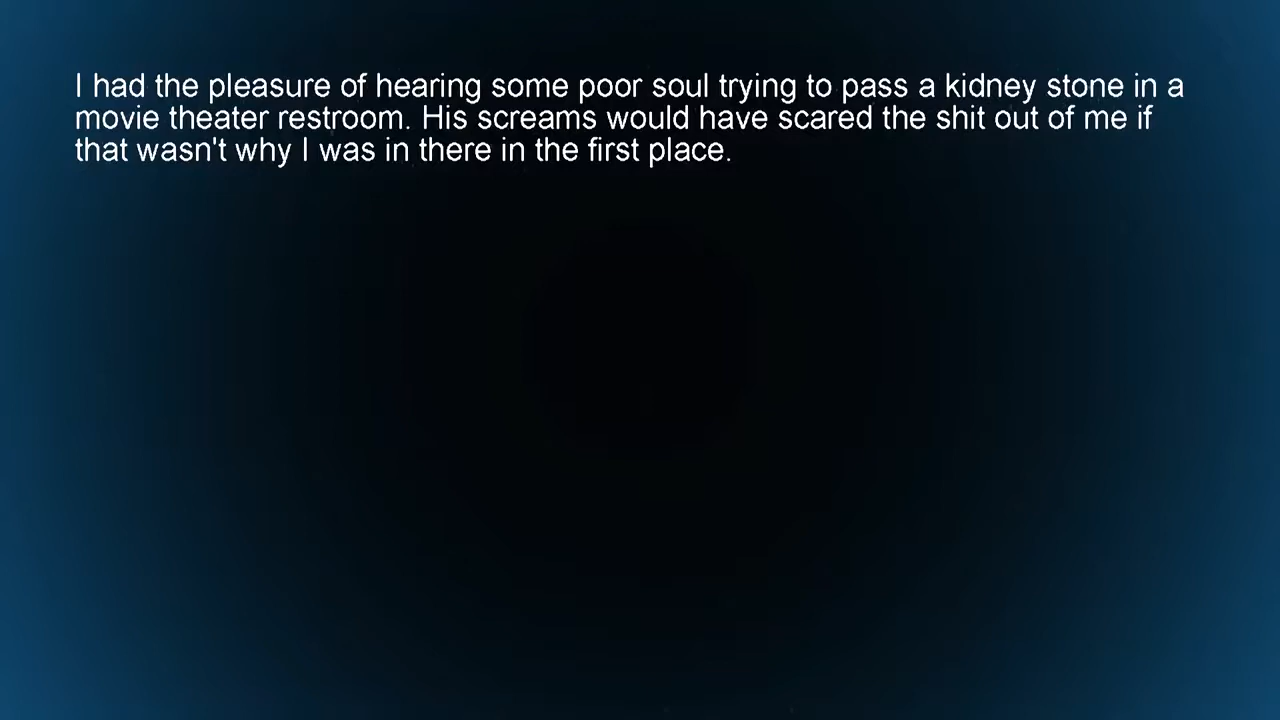 I had the pleasure of hearing some poor soul trying to pass a kidney stone in a
movie theater restroom. His screams would have scared the shit out of me if
that wasn't why I was in there in the first place.